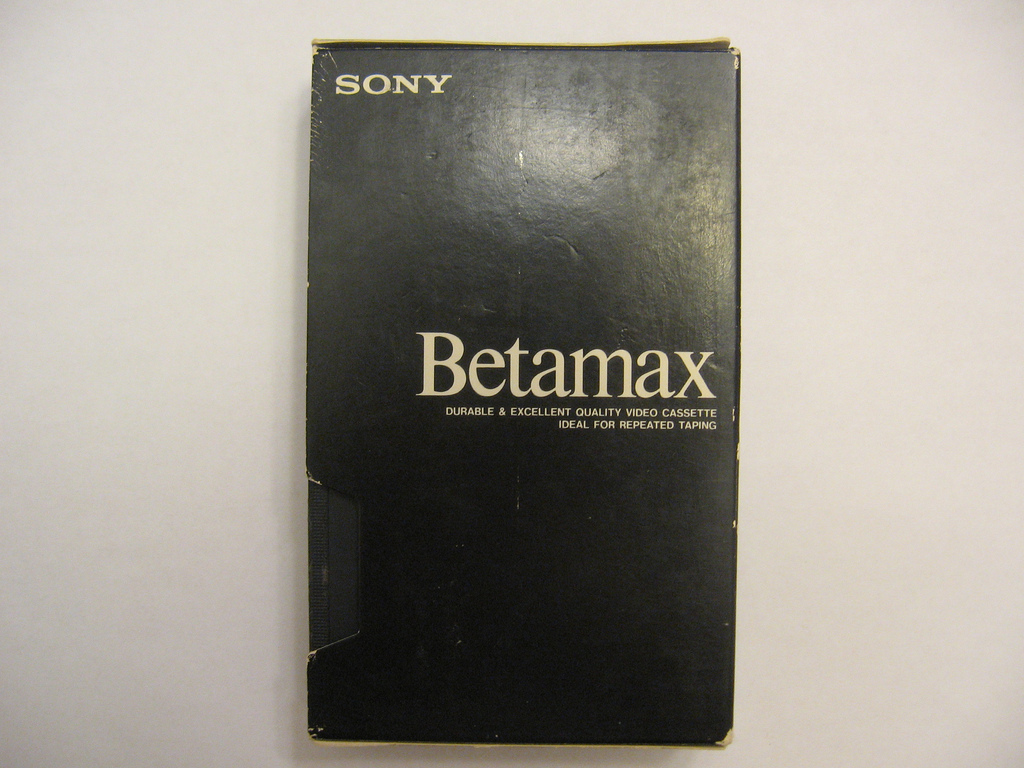 SONY
Betamax
DURABLE & EXCELLENT QUALITY VIDEO CASSETTE
IDEAL FOR REPEATED TAPING